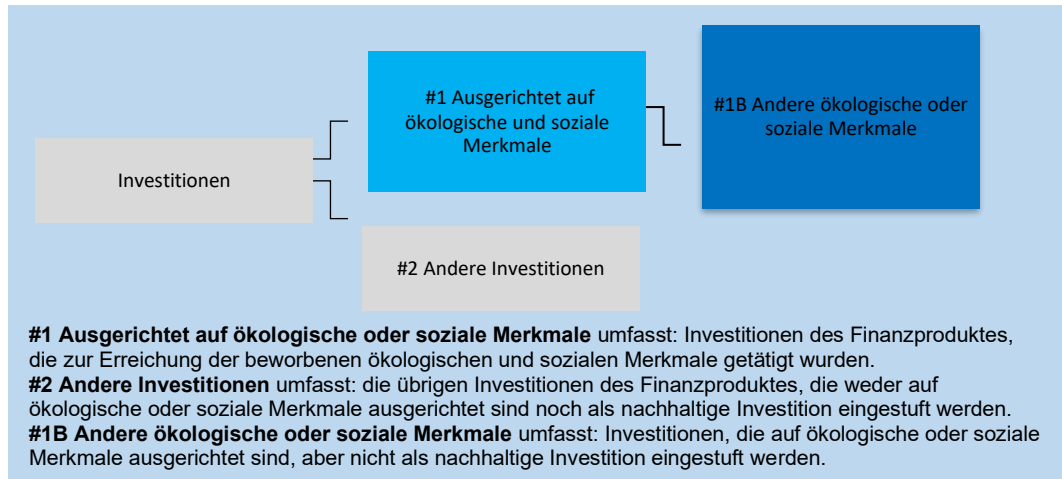 #1 Ausgerichtet auf
ökologische und soziale
Merkmale
#1B Andere ökologische oder
soziale Merkmale
Investitionen
#2 Andere Investitionen
#1 Ausgerichtet auf ökologische oder soziale Merkmale umfasst: Investitionen des Finanzproduktes,
die zur Erreichung der beworbenen ökologischen und sozialen Merkmale getätigt wurden.
#2 Andere Investitionen umfasst: die übrigen Investitionen des Finanzproduktes, die weder auf
ökologische oder soziale Merkmale ausgerichtet sind noch als nachhaltige Investition eingestuft werden.
#1B Andere ökologische oder soziale Merkmale umfasst: Investitionen, die auf ökologische oder soziale
Merkmale ausgerichtet sind, aber nicht als nachhaltige Investition eingestuft werden.